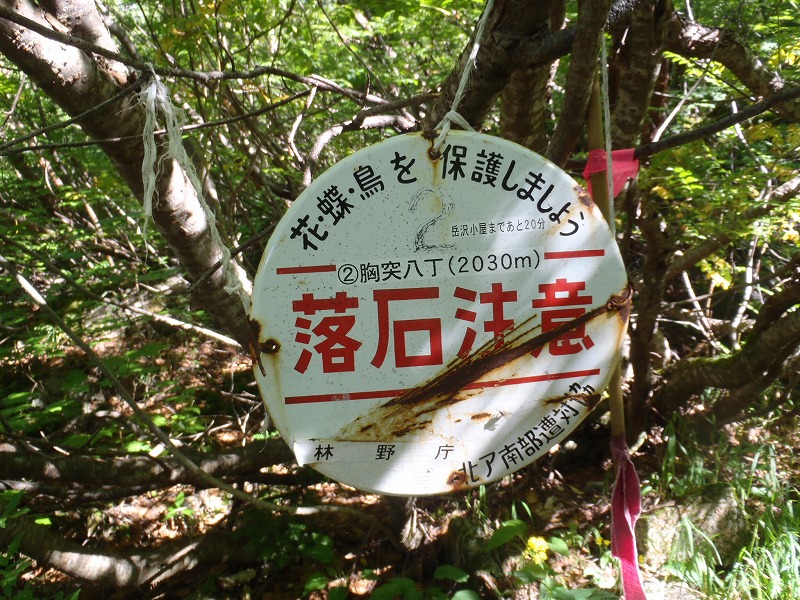 花・蝶・鳥を保護しましょう
2
岳沢小屋まであと20分
②胸突八丁(2030m)
落石注意
林野庁
北ア南部遭対協